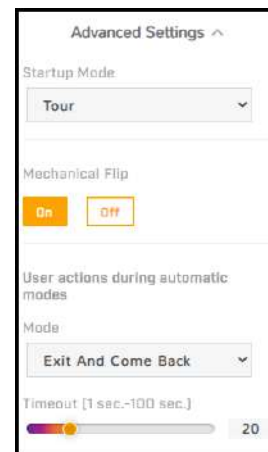 Advanced Settings
Startup Mode
Tour
Mechanical Flip
On Off
User actions during automatic
modes
Mode
Exit And Come Back
Timeout (1 sec.-100 sec.)
20